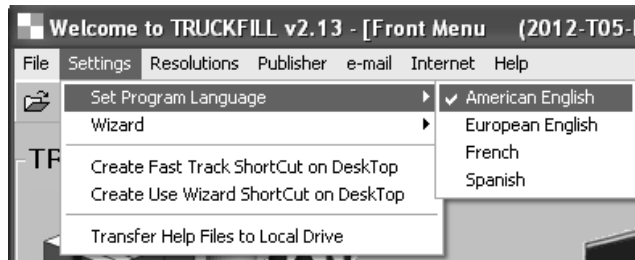 Welcome to TRUCKFILL v2.13 - [Front Menu (2012-T05-
File Settings Resolutions Publisher e-mail Internet Help
Set Program Language
Wizard
Create Fast Track ShortCut on DeskTop
Create Use Wizard ShortCut on DeskTop
Transfer Help Files to Local Drive
American English
European English
French
Spanish